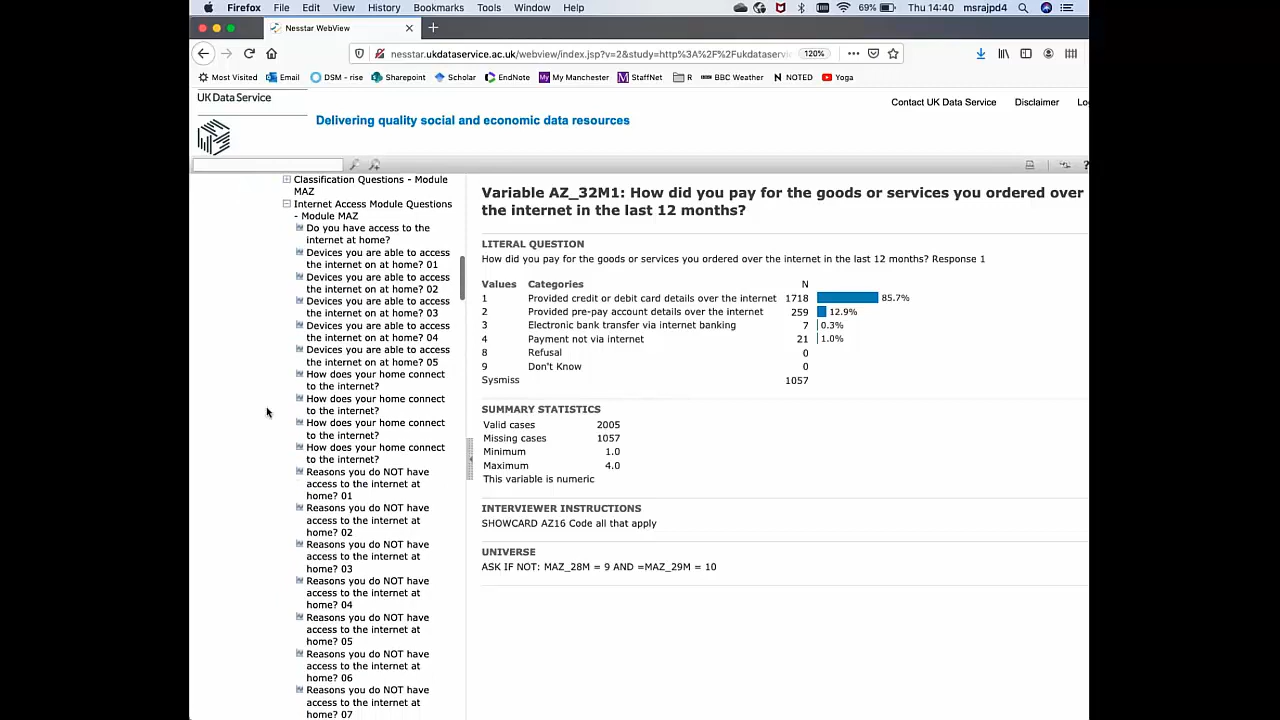 Firefox File Edit View History Bookmarks Tools Window Help 69% Thu 14:40 msrajpd4
Nesstar WebView
nesstar.ukdataservice.ac.uk/webview/index.jsp?v=2&study=http%3A%2F%2Fukdataservic 120%
Most Visited Email DSM - rise Sharepoint Scholar EndNote My Manchester StaffNet R BBC Weather NOTED Yoga
UK Data Service
Contact UK Data Service Disclaimer Lo
Delivering quality social and economic data resources
Classification Questions - Module
MAZ
Internet Access Module Questions
- Module MAZ
Do you have access to the
internet at home?
Devices you are able to access
the internet on at home? 01
Devices you are able to access
the internet on at home? 02
Devices you are able to access
the internet on at home? 03
Devices you are able to access
the internet on at home? 04
Devices you are able to access
the internet on at home? 05
How does your home connect
to the internet?
How does your home connect
to the internet?
How does your home connect
to the internet?
How does your home connect
to the internet?
Reasons you do NOT have
access to the internet at
home? 01
Reasons you do NOT have
access to the internet at
home? 02
Reasons you do NOT have
access to the internet at
home? 03
Reasons you do NOT have
access to the internet at
home? 04
Reasons you do NOT have
access to the internet at
home? 05
Reasons you do NOT have
access to the internet at
home? 06
Reasons you do NOT have
access to the internet at
home? 07
Variable AZ_32M1: How did you pay for the goods or services you ordered over
the internet in the last 12 months?
LITERAL QUESTION
How did you pay for the goods or services you ordered over the internet in the last 12 months? Response 1
Values Categories N
1 Provided credit or debit card details over the internet 1718 85.7%
2 Provided pre-pay account details over the internet 259 12.9%
3 Electronic bank transfer via internet banking 7 0.3%
4 Payment not via internet 21 1.0%
8 Refusal 0
9 Don't Know 0
Sysmiss 1057
SUMMARY STATISTICS
Valid cases 2005
Missing cases 1057
Minimum 1.0
Maximum 4.0
This variable is numeric
INTERVIEWER INSTRUCTIONS
SHOWCARD AZ16 Code all that apply
UNIVERSE
ASK IF NOT: MAZ_28M = 9 AND =MAZ_29M = 10